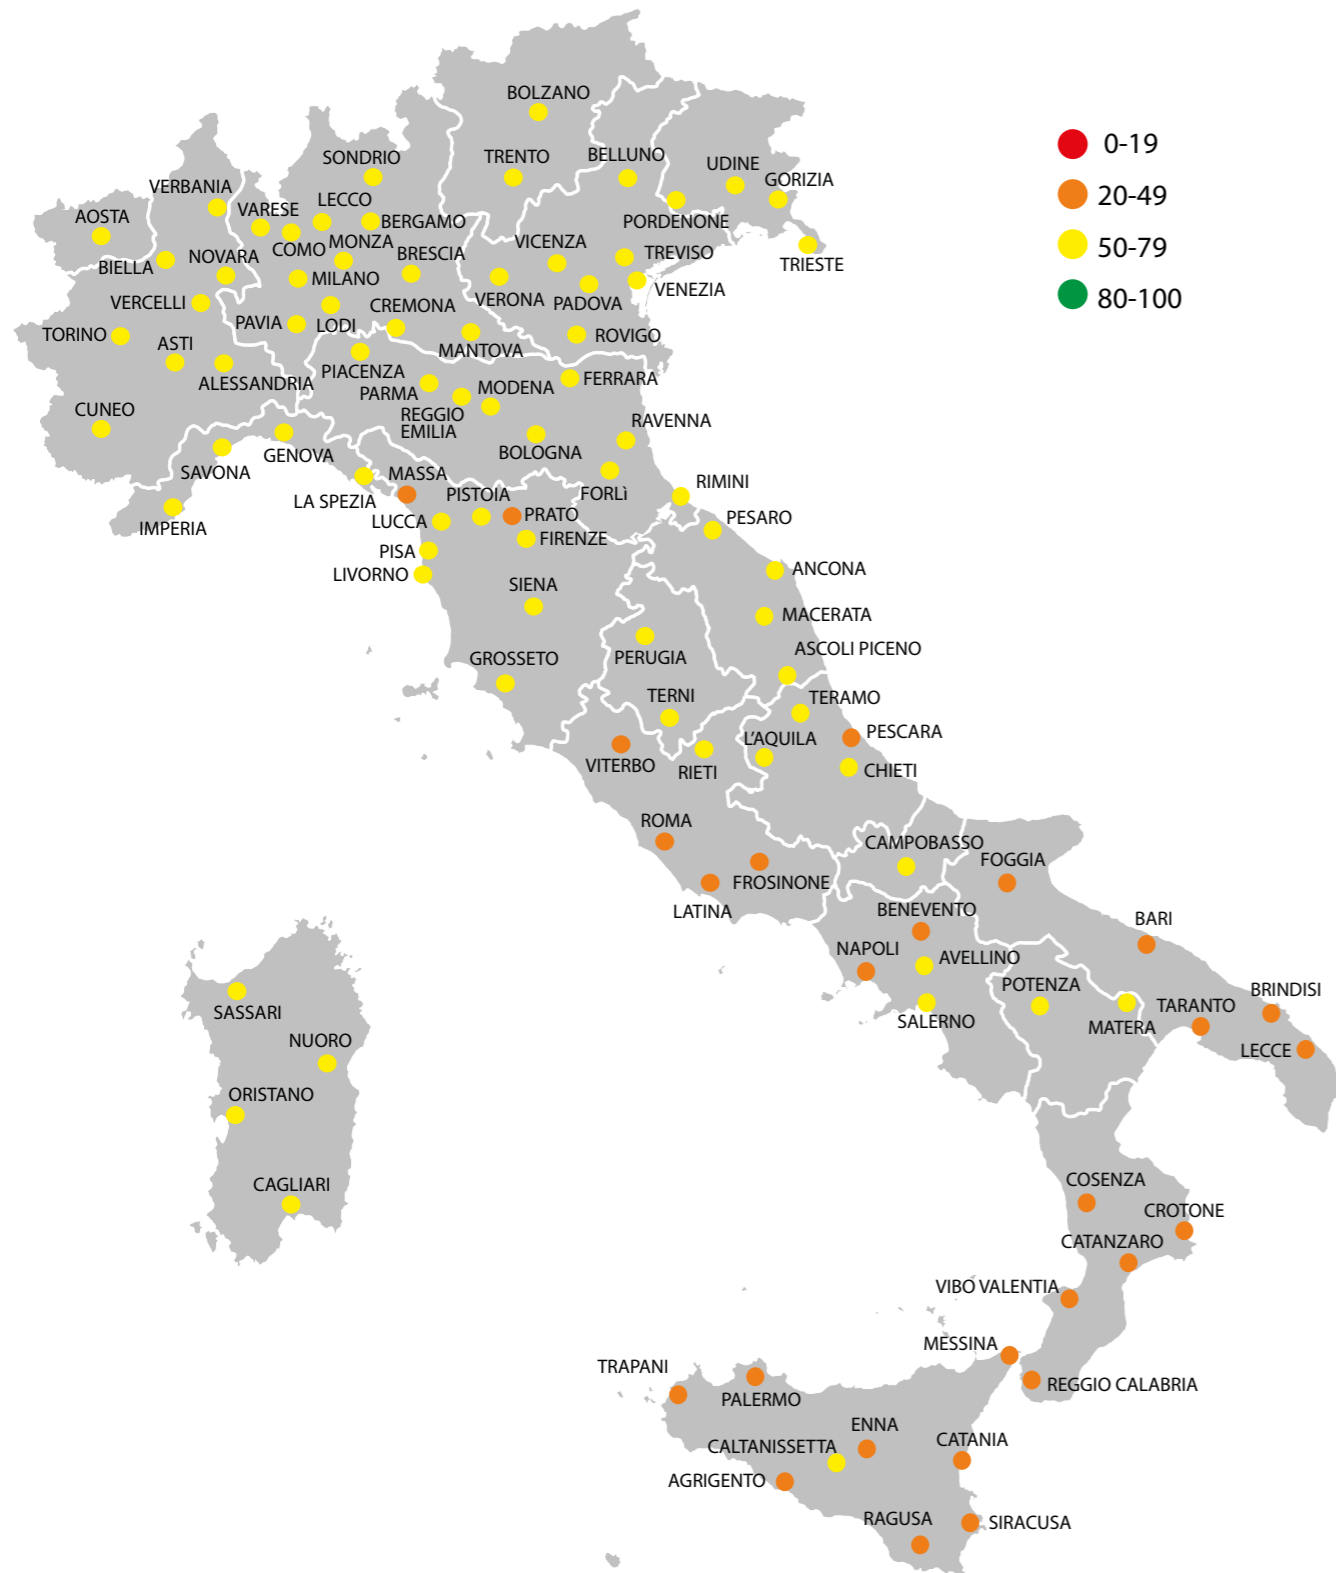 BOLZANO
0-19
SONDRIO
TRENTO
BELLUNO
UDINE
GORIZIA
VERBANIA
20-49
AOSTA
VARESE
LECCO
BERGAMO
PORDENONE
COMO
MONZA
VICENZA
TREVISO
50-79
BIELLA
NOVARA
BRESCIA
TRIESTE
MILANO
VERCELLI
CREMONA
VERONA
PADOVA
VENEZIA
80-100
PAVIA
LODI
TORINO
ASTI
MANTOVA
ROVIGO
PIACENZA
ALESSANDRIA
PARMA
MODENA
FERRARA
CUNEO
REGGIO
EMILIA
RAVENNA
BOLOGNA
GENOVA
SAVONA
MASSA
FORLì
RIMINI
LA SPEZIA
PISTOIA
IMPERIA
LUCCA
PRATO
PESARO
FIRENZE
PISA
LIVORNO
ANCONA
SIENA
MACERATA
ASCOLI PICENO
GROSSETO
PERUGIA
TERNI
TERAMO
PESCARA
L'AQUILA
VITERBO
RIETI
CHIETI
ROMA
CAMPOBASSO
FOGGIA
FROSINONE
LATINA
BENEVENTO
BARI
NAPOLI
AVELLINO
POTENZA
BRINDISI
SASSARI
SALERNO
MATERA
TARANTO
NUORO
LECCE
ORISTANO
CAGLIARI
COSENZA
CROTONE
CATANZARO
VIBO VALENTIA
MESSINA
TRAPANI
REGGIO CALABRIA
PALERMO
ENNA
CALTANISSETTA
CATANIA
AGRIGENTO
RAGUSA
SIRACUSA